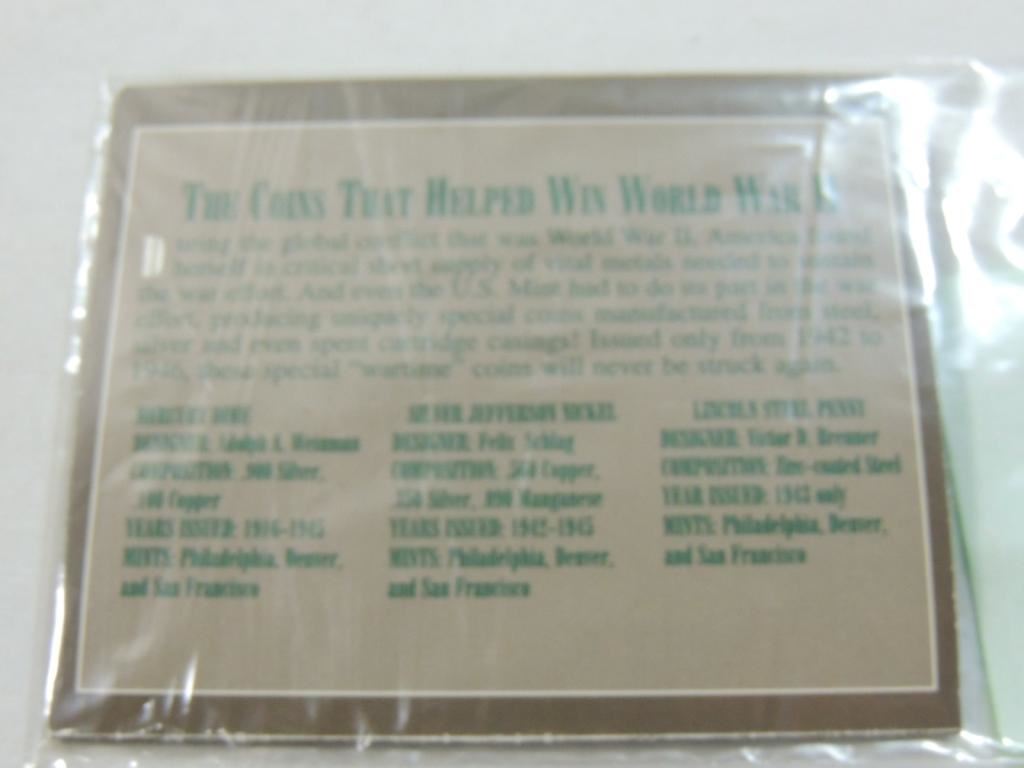 THE COINS THAT HELPED WIN WORLD WAR II
During the global conflict that was World War II, America found
herself in critical short supply of vital metals needed to sustain
the war effort. And even the U.S. Mint had to do its part in the war
effort, producing uniquely special coins manufactured from steel,
silver and even spent cartridge casings! Issued only from 1942 to
1946, these special "wartime" coins will never be struck again.
MERCURY DIME
DESIGNER: Adolph A. Weinman
COMPOSITION: .900 Silver,
.100 Copper
YEARS ISSUED: 1916-1945
MINTS: Philadelphia, Denver,
and San Francisco
SILVER JEFFERSON NICKEL
DESIGNER: Felix Schlag
COMPOSITION: .560 Copper,
.350 Silver, .090 Manganese
YEARS ISSUED: 1942-1945
MINTS: Philadelphia, Denver,
and San Francisco
LINCOLN STEEL PENNY
DESIGNER: Victor D. Brenner
COMPOSITION: Zinc-coated Steel
YEAR ISSUED: 1943 only
MINTS: Philadelphia, Denver,
and San Francisco